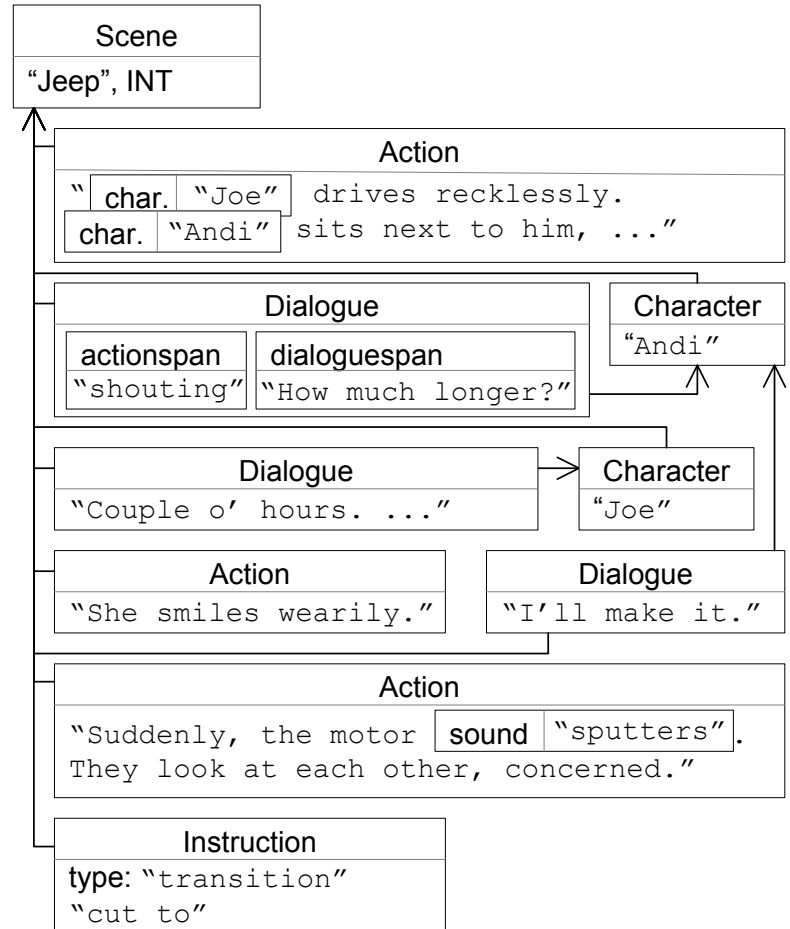 Scene
“Jeep”, INT
Action
“ char. “Joe” drives recklessly.
char. “Andi” sits next to him, ...”
Dialogue
actionspan dialoguespan
“shouting” “How much longer?”
Character
“Andi”
Dialogue
“Couple o’ hours. ...”
Character
“Joe”
Action
“She smiles wearily.”
Dialogue
“I’ll make it.”
Action
“Suddenly, the motor sound “sputters”.
They look at each other, concerned.”
Instruction
type: “transition”
“cut to”